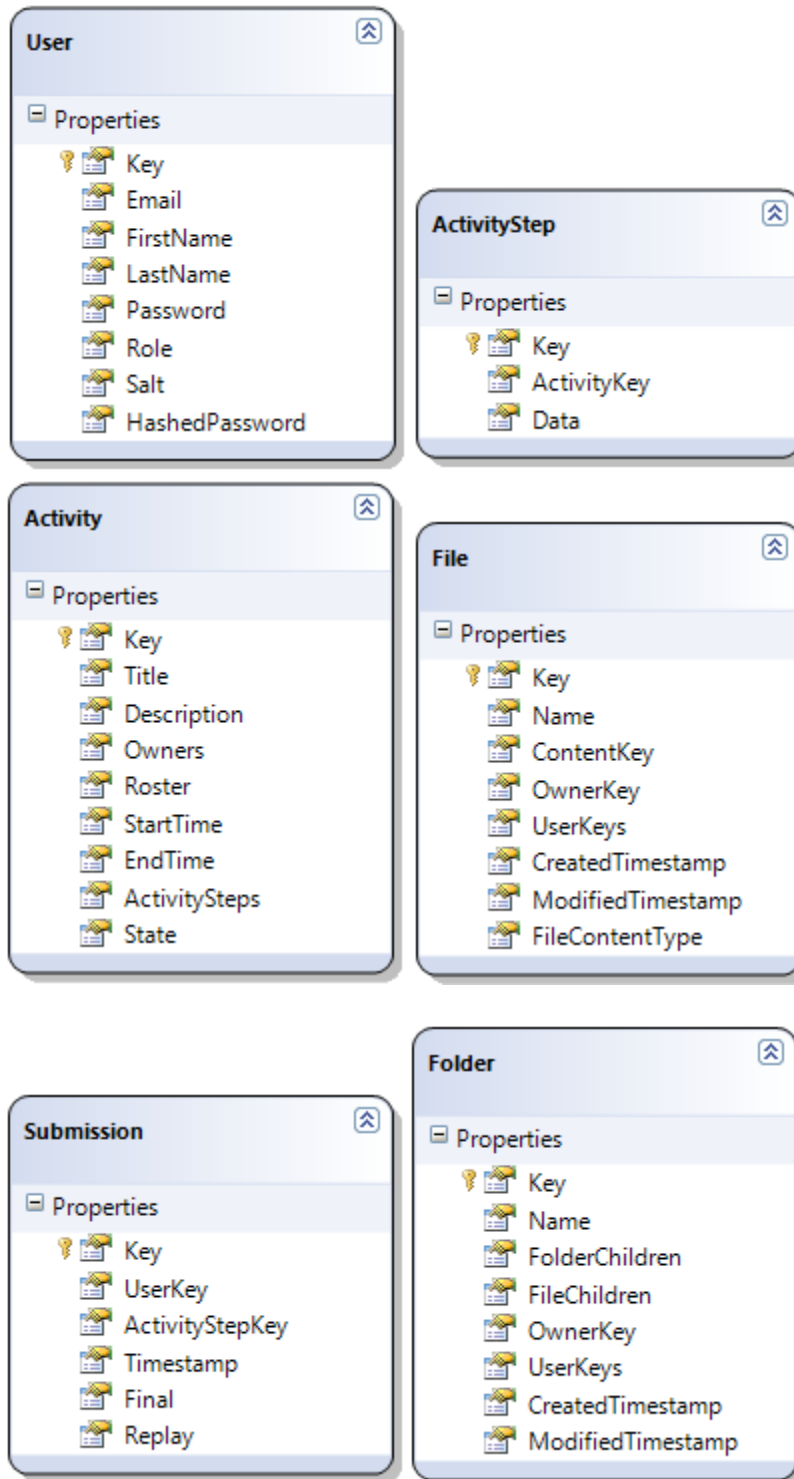 User
Properties
Key
Email
FirstName
LastName
Password
Role
Salt
HashedPassword
ActivityStep
Properties
Key
ActivityKey
Data
Activity
Properties
Key
Title
Description
Owners
Roster
StartTime
EndTime
ActivitySteps
State
File
Properties
Key
Name
ContentKey
OwnerKey
UserKeys
CreatedTimestamp
ModifiedTimestamp
FileContentType
Submission
Properties
Key
UserKey
ActivityStepKey
Timestamp
Final
Replay
Folder
Properties
Key
Name
FolderChildren
FileChildren
OwnerKey
UserKeys
CreatedTimestamp
ModifiedTimestamp